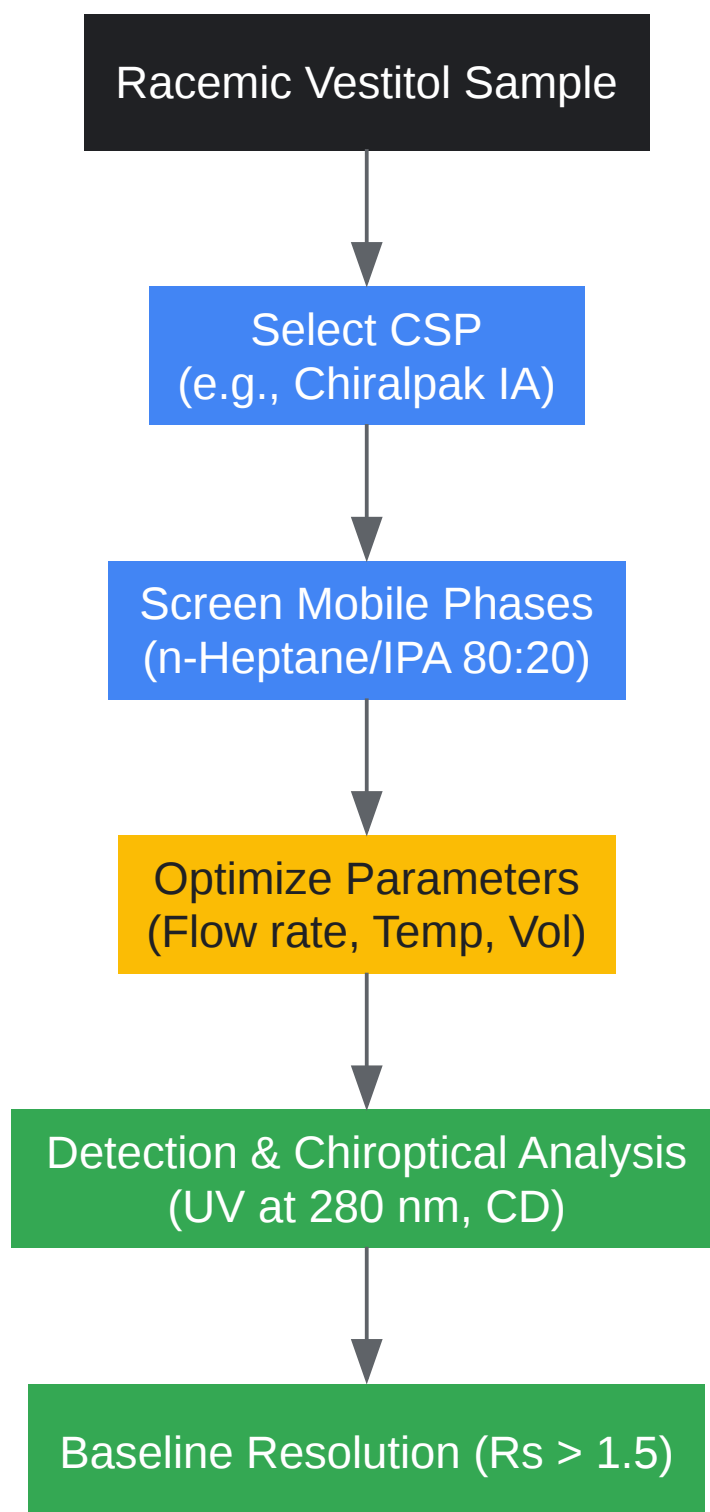 Racemic Vestitol Sample
Select CSP
(e.g., Chiralpak IA)
Screen Mobile Phases
(n-Heptane/IPA 80:20)
Optimize Parameters
(Flow rate, Temp, Vol)
Detection & Chiroptical Analysis
(UV at 280 nm, CD)
Baseline Resolution (Rs > 1.5)